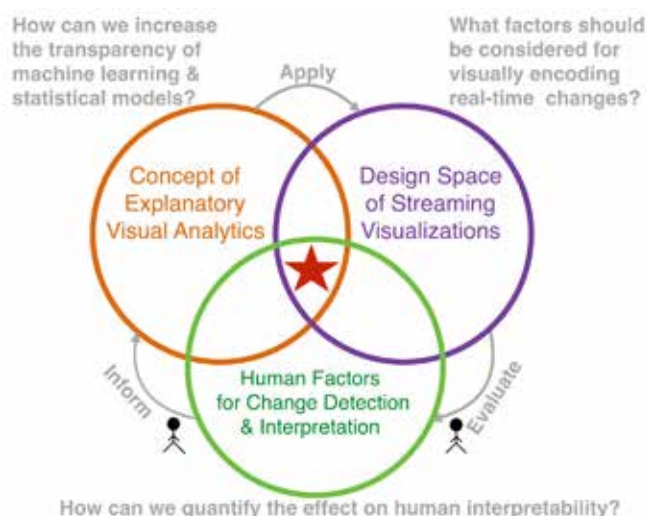 How can we increase
the transparency of
machine learning &
statistical models?
What factors should
be considered for
visually encoding
real-time changes?
Apply
Concept of
Explanatory
Visual Analytics
Design Space
of Streaming
Visualizations
Inform
Human Factors
for Change Detection
& Interpretation
Evaluate
How can we quantify the effect on human interpretability?